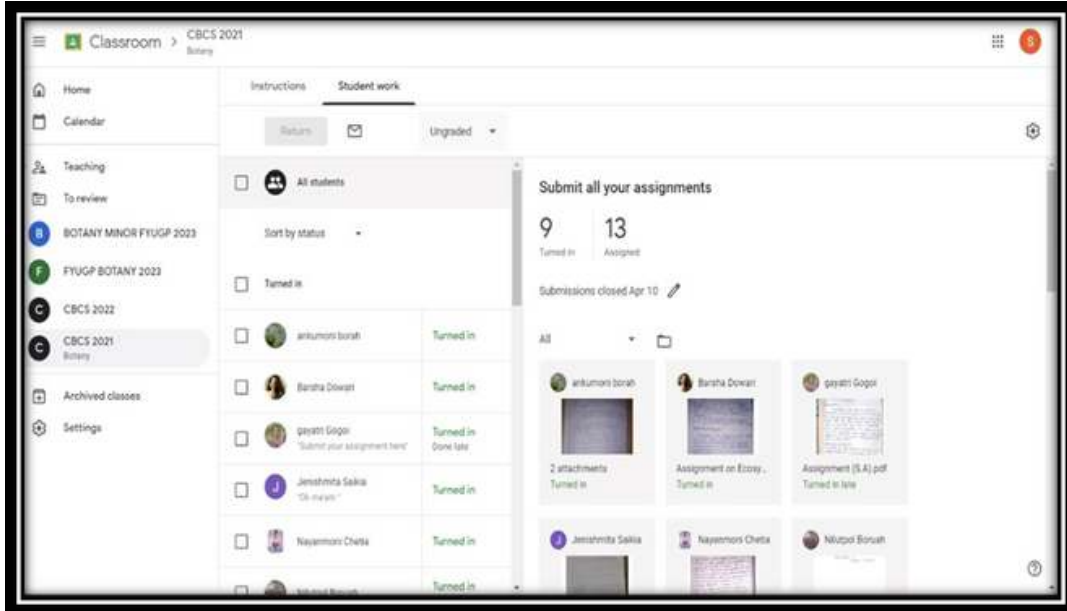 Classroom > CBCS 2021
Botany
S
Home
Calendar
Teaching
To review
B BOTANY MINOR FYUGP 2023
F FYUGP BOTANY 2023
C CBCS 2022
C CBCS 2021
Botany
Archived classes
Settings
Instructions Student work
Return Ungraded
All students
Sort by status
Turned in
ankumoni borah Turned in
Barsha Dowari Turned in
gayatri Gogoi Turned in
"Submit your assignment here" Done late
J Jenishmita Saikia Turned in
Nayanmoni Chetia Turned in
Turned in
Submit all your assignments
9 13
Turned in Assigned
Submissions closed Apr 10
All
ankumoni borah Barsha Dowari gayatri Gogoi
2 attachments Assignment on Ecosy... Assignment (S.A).pdf
Turned in Turned in Turned in late
J Jenishmita Saikia Nayanmoni Chetia Nilutpol Boruah